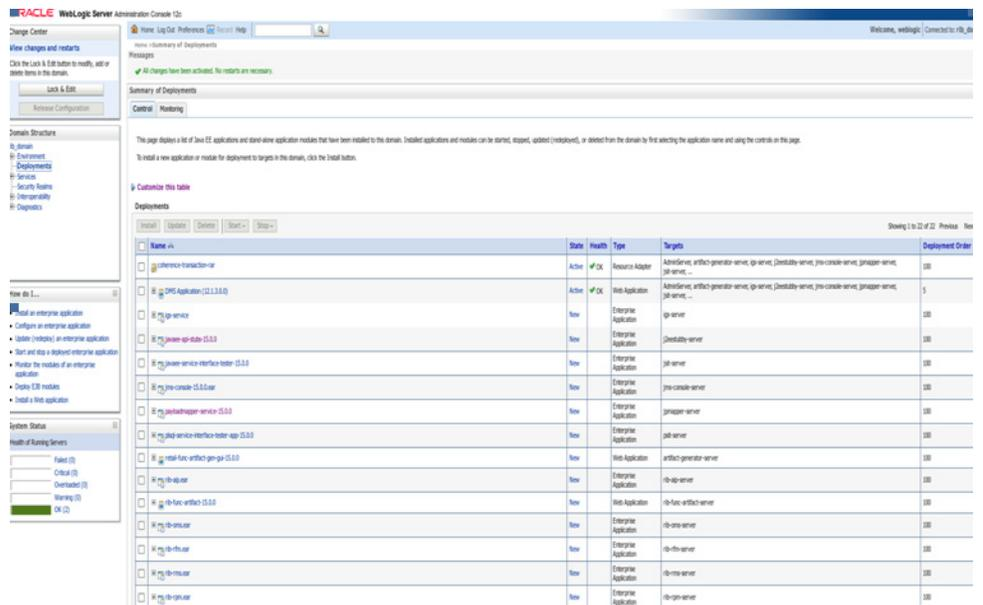 RACLE WebLogic Server Administration Console 12c
Change Center
View changes and restarts
Click the Lock & Edit button to modify, add or
delete items in this domain.
Lock & Edit
Release Configuration
Domain Structure
ib_domain
Environment
Deployments
Services
Security Realms
Interoperability
Diagnostics
How do I...
Install an enterprise application
Configure an enterprise application
Update (redeploy) an enterprise application
Start and stop a deployed enterprise application
Monitor the modules of an enterprise
application
Deploy EJB modules
Install a Web application
System Status
Health of Running Servers
Failed (0)
Critical (0)
Overloaded (0)
Warning (0)
OK (2)
Home Log Out Preferences Record Help
Welcome, weblogic Connected to: rib_do
Home >Summary of Deployments
Messages
All changes have been activated. No restarts are necessary.
Summary of Deployments
Control Monitoring
This page displays a list of Java EE applications and stand-alone application modules that have been installed to this domain. Installed applications and modules can be started, stopped, updated (redeployed), or deleted from the domain by first selecting the application name and using the controls on this page.
To install a new application or module for deployment to targets in this domain, click the Install button.
Customize this table
Deployments
Install Update Delete Start Stop
Showing 1 to 22 of 22 Previous Nex
Name State Health Type Targets Deployment Order
coherence-transaction-rar Active OK Resource Adapter AdminServer, artifact-generator-server, igs-server, j2eestubby-server, jms-console-server, jpmapper-server, 100
jsit-server, ...
DMS Application (12.1.3.0.0) Active OK Web Application AdminServer, artifact-generator-server, igs-server, j2eestubby-server, jms-console-server, jpmapper-server, 5
jsit-server, ...
igs-service New Enterprise Application igs-server 100
javaee-api-stubs-15.0.0 New Enterprise Application j2eestubby-server 100
javaee-service-interface-tester-15.0.0 New Enterprise Application jsit-server 100
jms-console-15.0.0.ear New Enterprise Application jms-console-server 100
payloadmapper-service-15.0.0 New Enterprise Application jpmapper-server 100
plsql-service-interface-tester-app-15.0.0 New Enterprise Application psit-server 100
retail-func-artifact-gen-gui-15.0.0 New Web Application artifact-generator-server 100
rib-aip.ear New Enterprise Application rib-aip-server 100
rib-func-artifact-15.0.0 New Web Application rib-func-artifact-server 100
rib-oms.ear New Enterprise Application rib-oms-server 100
rib-rfm.ear New Enterprise Application rib-rfm-server 100
rib-rms.ear New Enterprise Application rib-rms-server 100
rib-rpm.ear New Enterprise Application rib-rpm-server 100